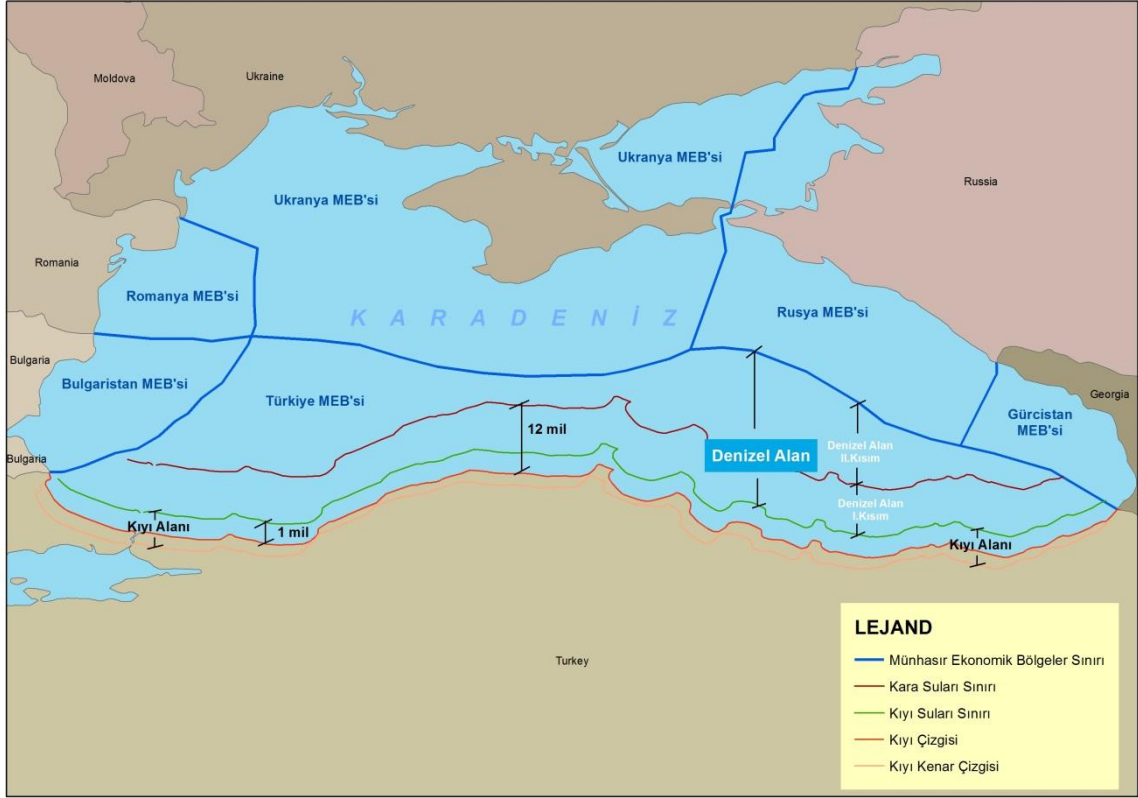 Moldova
Ukraine
Ukranya MEB'si
Russia
Ukranya MEB'si
Romania
Romanya MEB'si
KARADENİZ
Rusya MEB'si
Bulgaria
Bulgaristan MEB'si
Türkiye MEB'si
Georgia
Gürcistan
MEB'si
12 mil
Denizel Alan
Denizel Alan
II.Kısım
Bulgaria
Denizel Alan
I.Kısım
Kıyı Alanı
1 mil
Kıyı Alanı
Turkey
LEJAND
Münhasır Ekonomik Bölgeler Sınırı
Kara Suları Sınırı
Kıyı Suları Sınırı
Kıyı Çizgisi
Kıyı Kenar Çizgisi